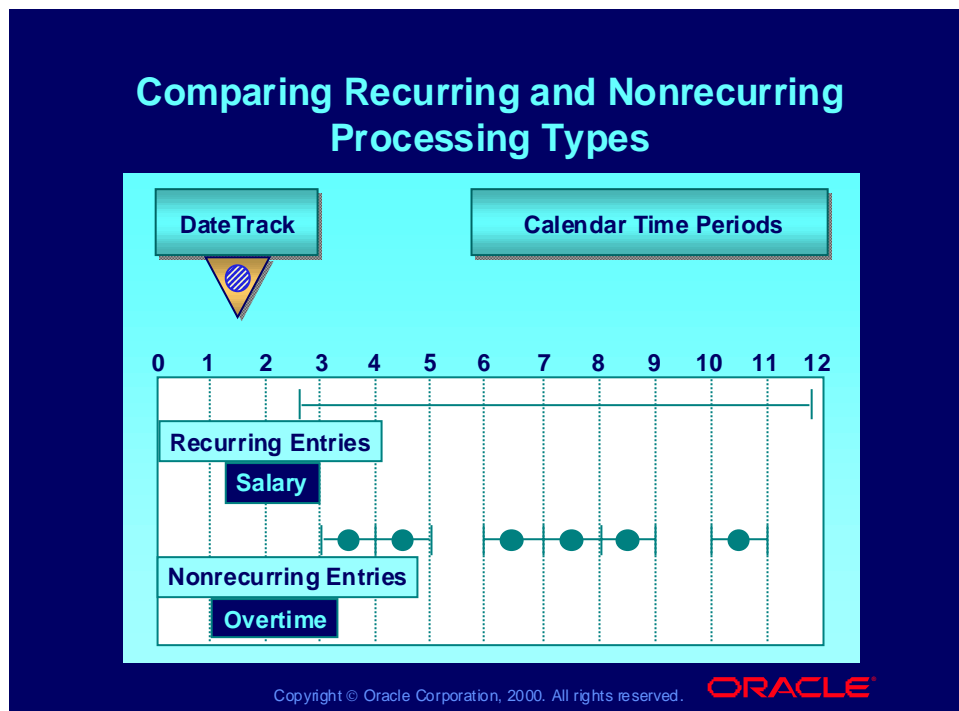 Comparing Recurring and Nonrecurring
Processing Types
DateTrack
Calendar Time Periods
0 1 2 3 4 5 6 7 8 9 10 11 12
Recurring Entries
Salary
Nonrecurring Entries
Overtime
Copyright © Oracle Corporation, 2000. All rights reserved.
ORACLE®